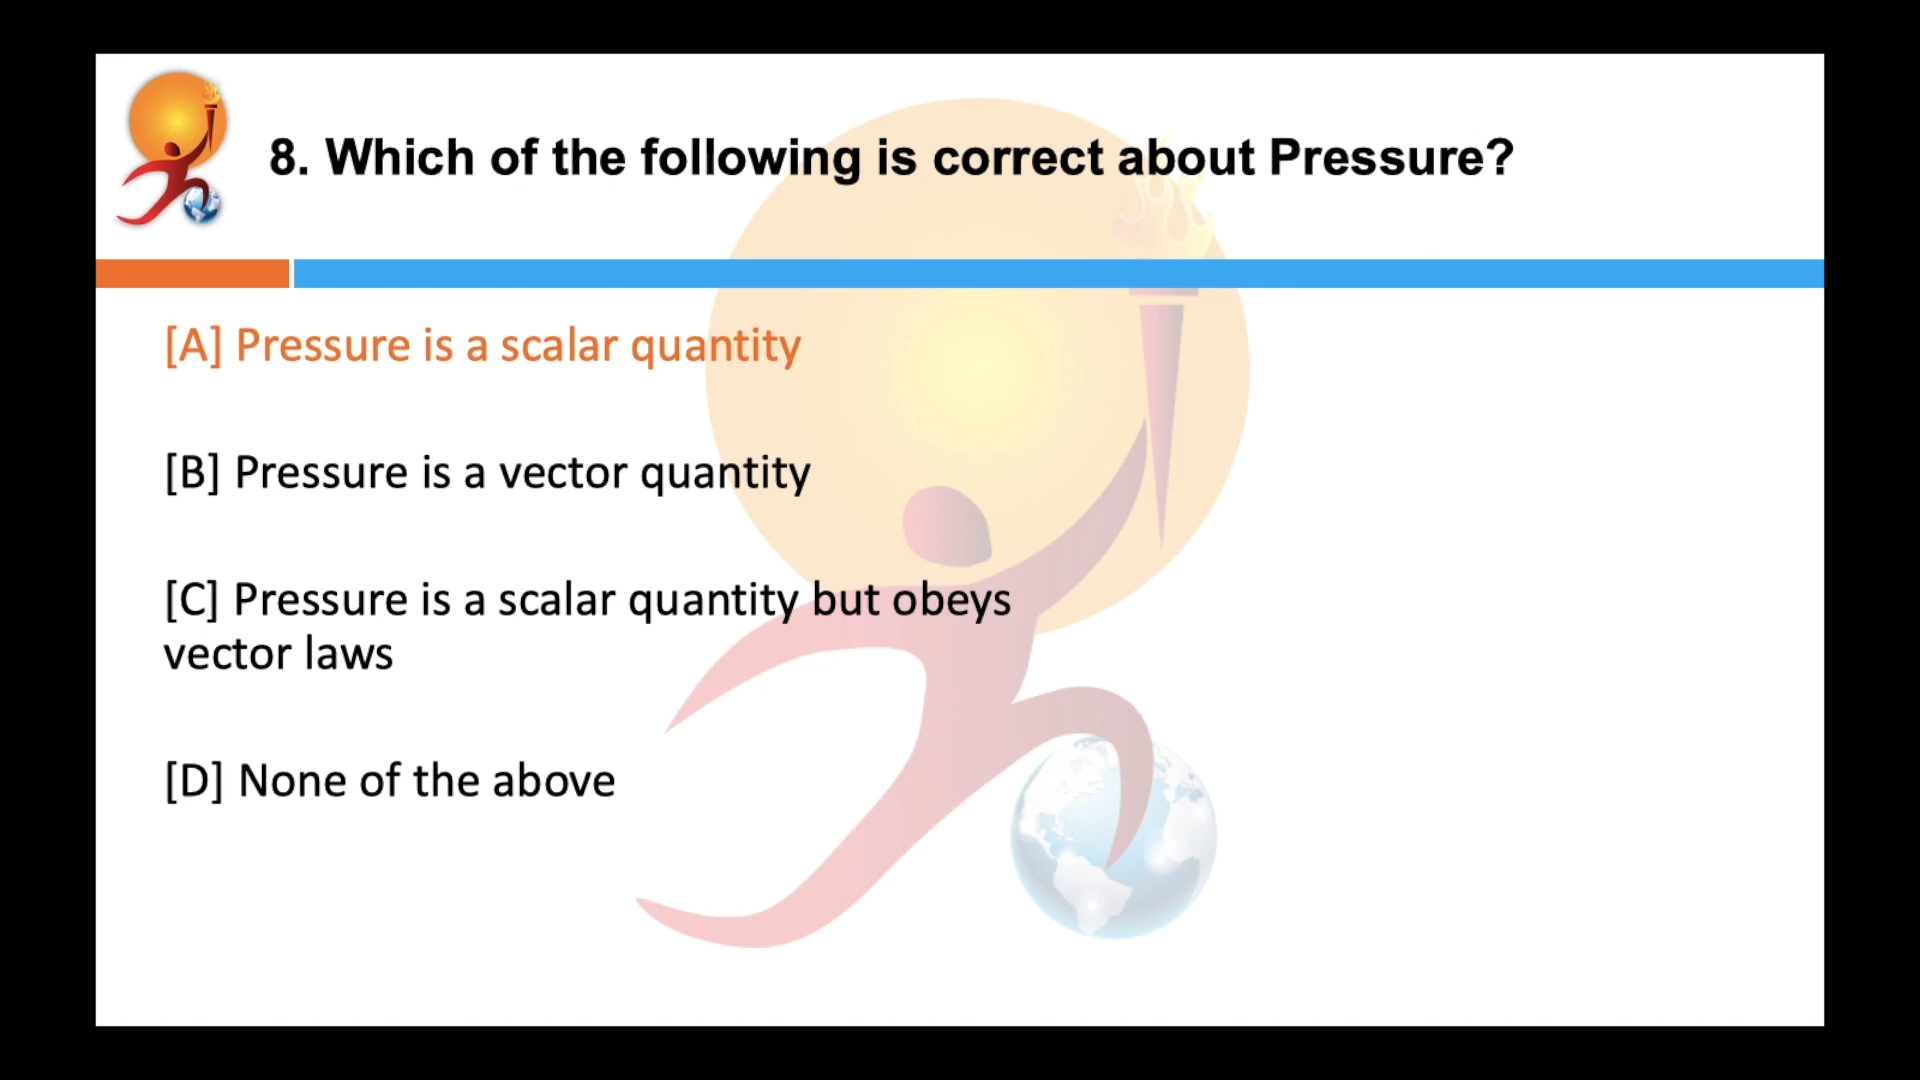 8. Which of the following is correct about Pressure?
[A] Pressure is a scalar quantity
[B] Pressure is a vector quantity
[C] Pressure is a scalar quantity but obeys
vector laws
[D] None of the above